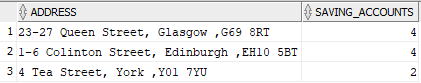 ADDRESS SAVING_ACCOUNTS
1 23-27 Queen Street, Glasgow ,G69 8RT 4
2 1-6 Colinton Street, Edinburgh ,EH10 5BT 4
3 4 Tea Street, York ,YO1 7YU 2